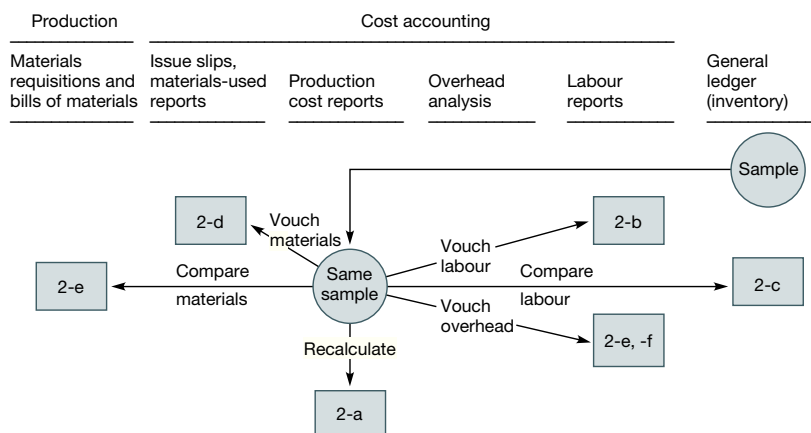 Production
Cost accounting
Materials
requisitions and
bills of materials
Issue slips,
materials-used
reports
Production
cost reports
Overhead
analysis
Labour
reports
General
ledger
(inventory)
Sample
2-d
Vouch
materials
2-b
Vouch
labour
2-e
Compare
materials
Same
sample
Compare
labour
2-c
Vouch
overhead
2-e, -f
Recalculate
2-a